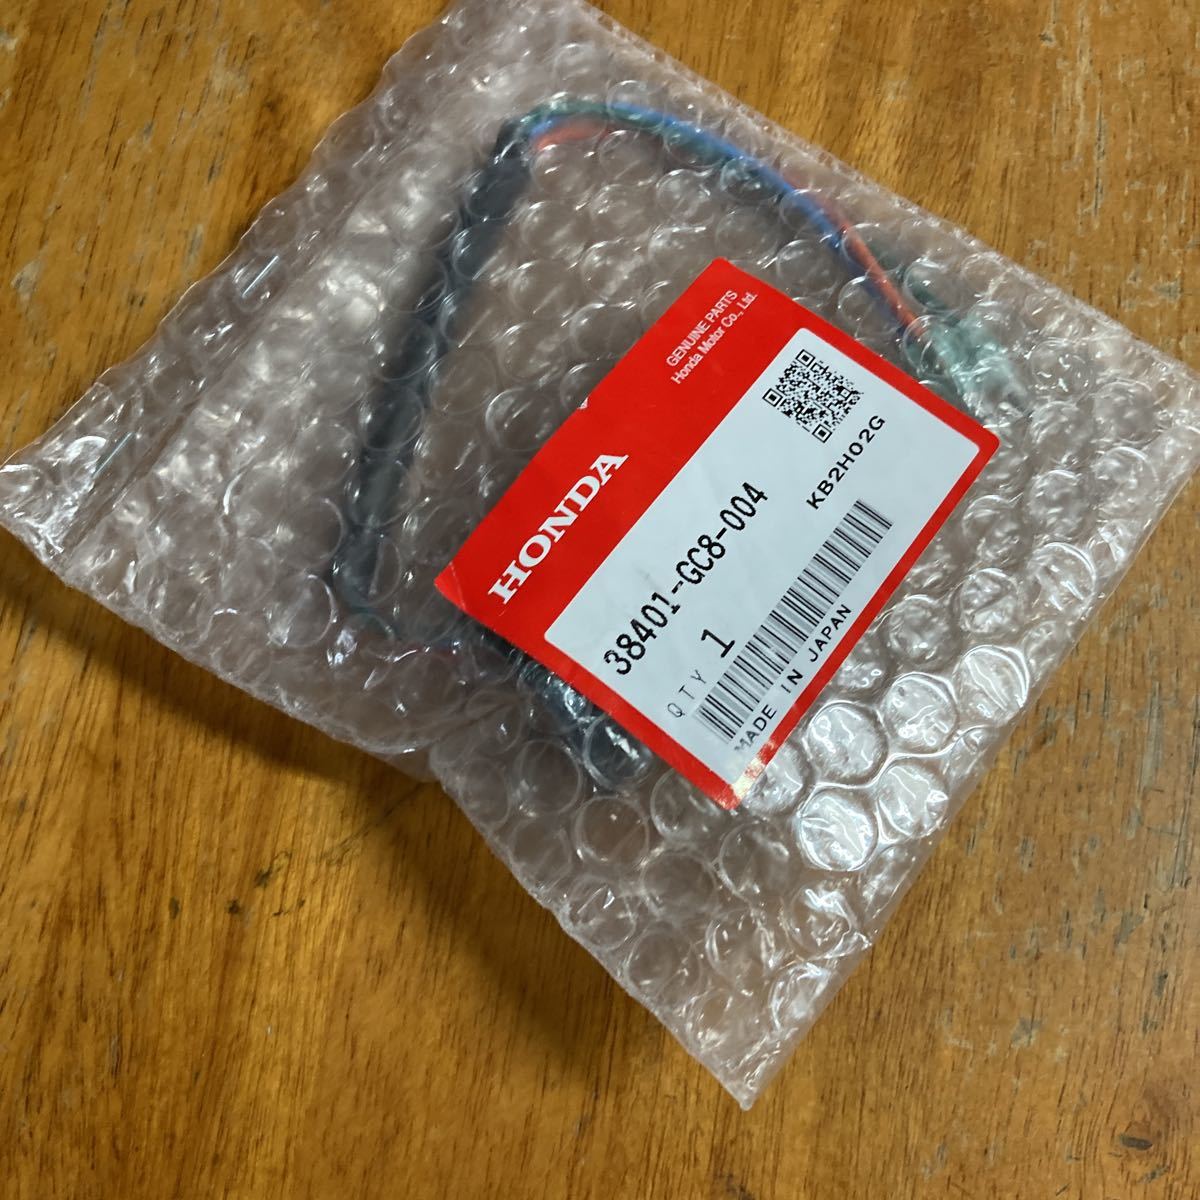 GENUINE PARTS
Honda Motor Co., Ltd.
HONDA
KB2H02G
38401-GC8-004
QTY 1
MADE IN JAPAN